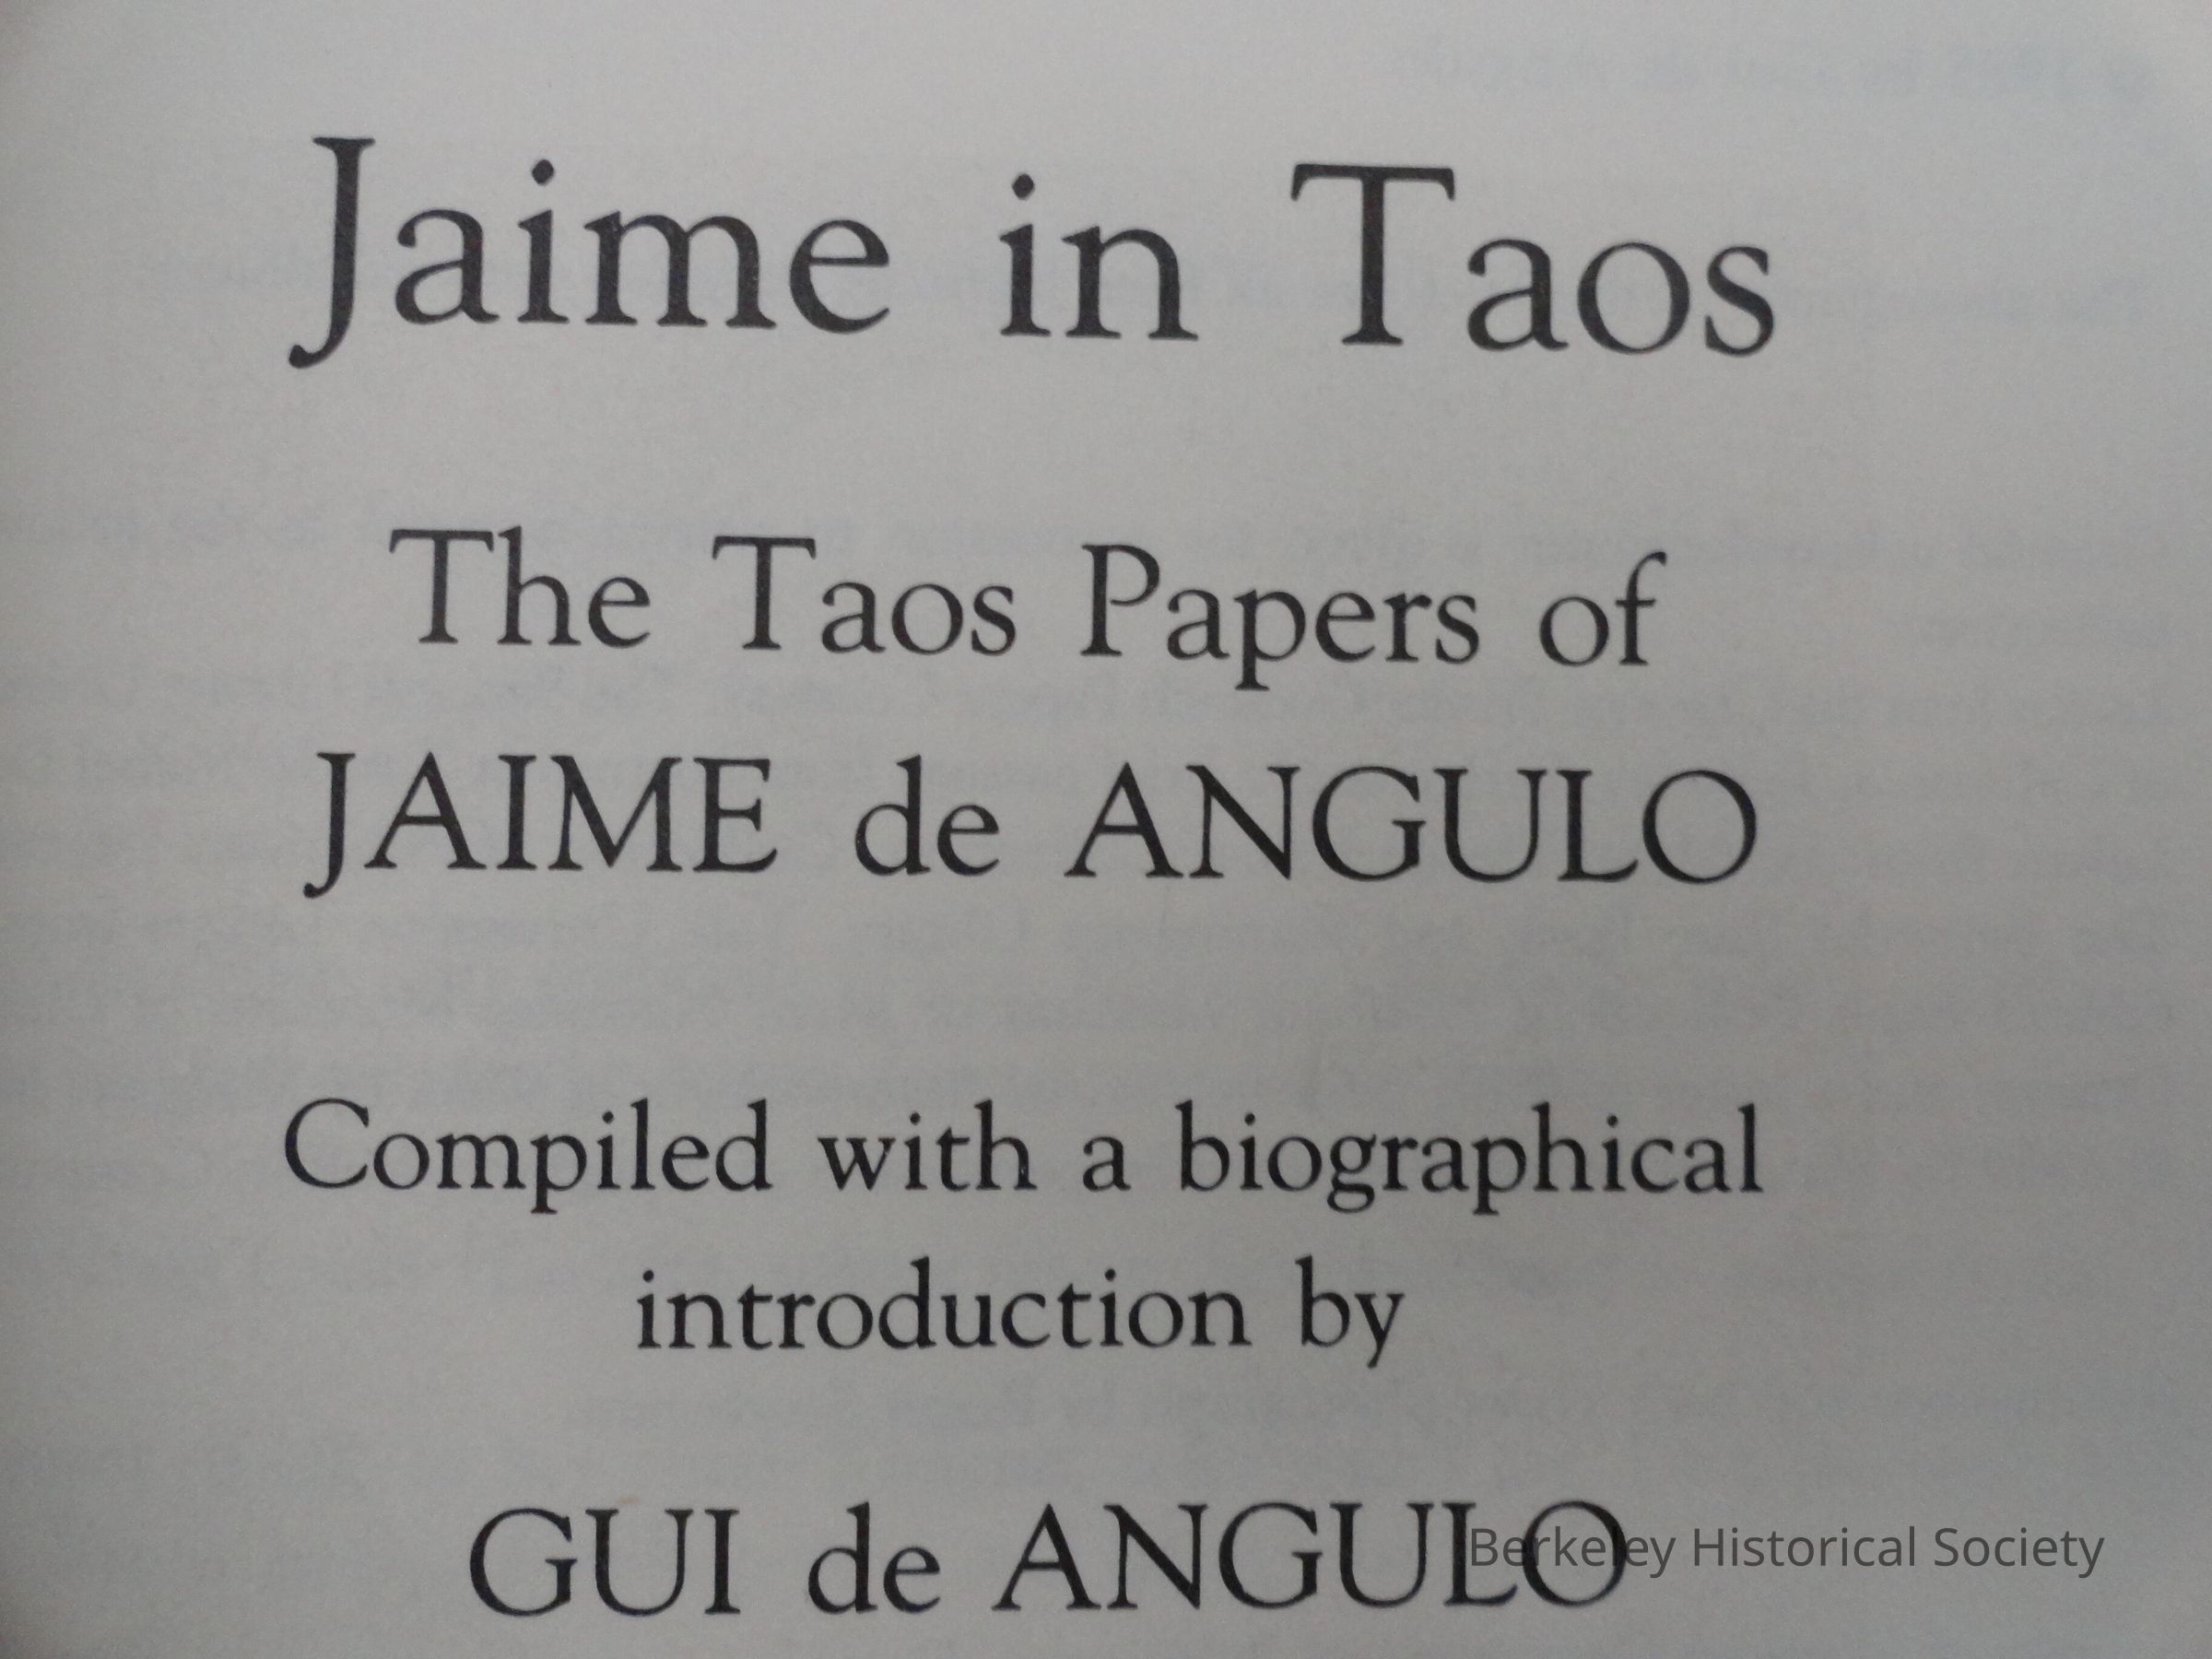 Jaime in Taos
The Taos Papers of
JAIME de ANGULO
Compiled with a biographical
introduction by
GUI de ANGULO
Berkeley Historical Society